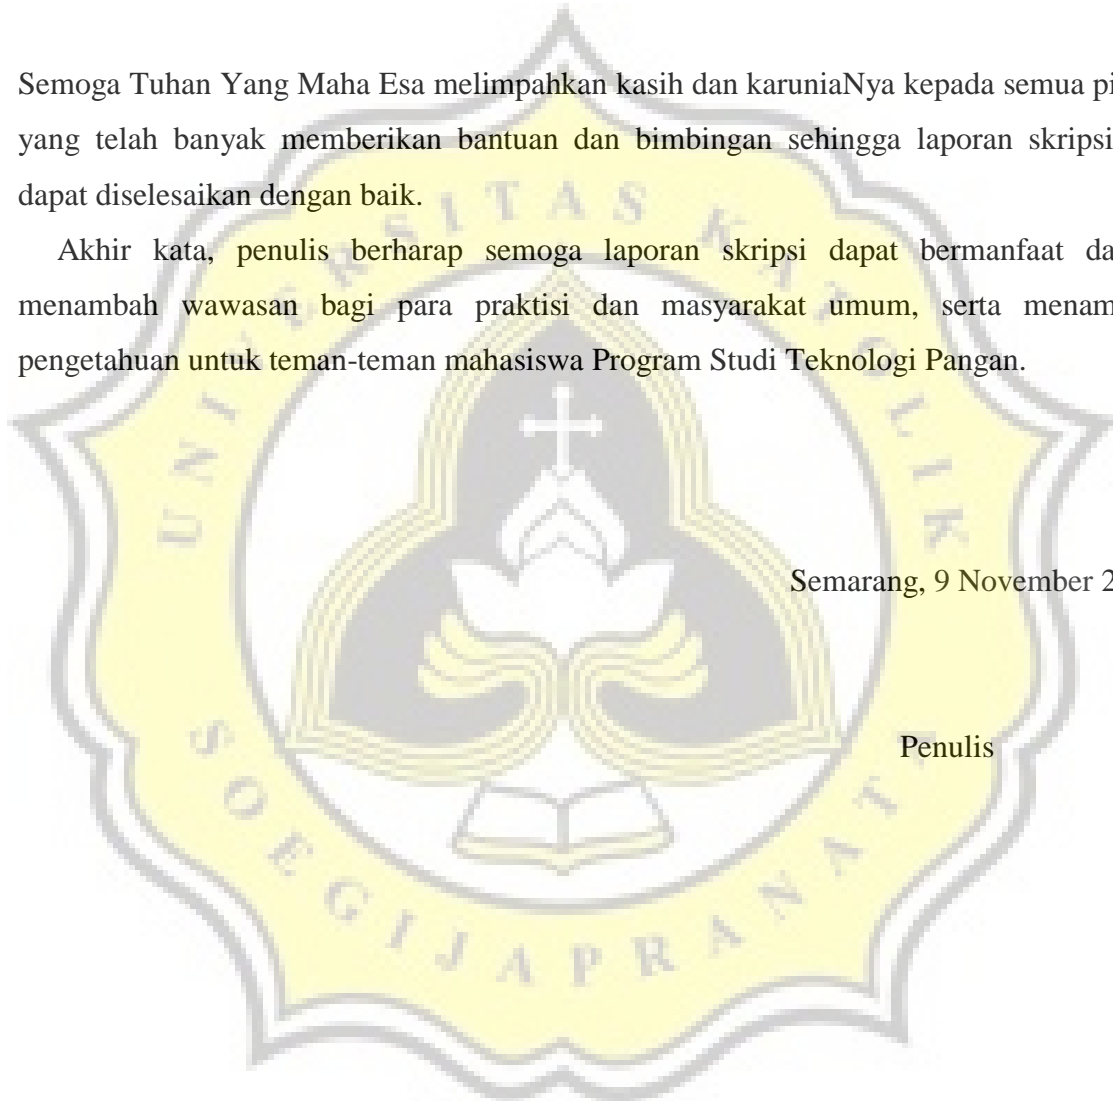 Semoga Tuhan Yang Maha Esa melimpahkan kasih dan karuniaNya kepada semua pi
yang telah banyak memberikan bantuan dan bimbingan sehingga laporan skripsi
dapat diselesaikan dengan baik.
Akhir kata, penulis berharap semoga laporan skripsi dapat bermanfaat da
menambah wawasan bagi para praktisi dan masyarakat umum, serta menam
pengetahuan untuk teman-teman mahasiswa Program Studi Teknologi Pangan.
UNIVERSITAS KATOLIK
Semarang, 9 November 2
Penulis
SOEGIJAPRANATA